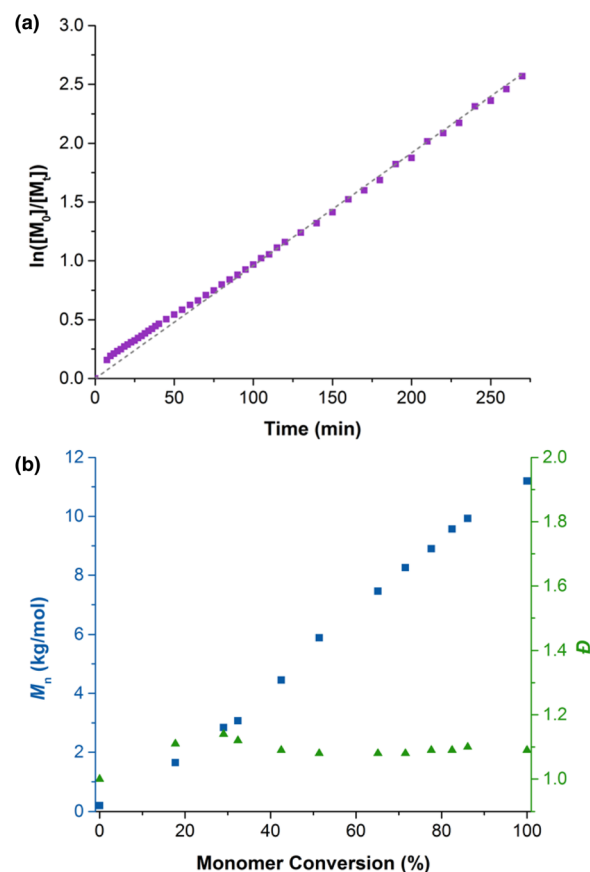 (a)
3.0
2.5
2.0
1.5
1.0
0.5
0.0
ln([M₀]/[Mₜ])
0 50 100 150 200 250
Time (min)
(b)
12
10
8
6
4
2
0
Mₙ (kg/mol)
2.0
1.8
1.6
1.4
1.2
1.0
Đ
0 20 40 60 80 100
Monomer Conversion (%)